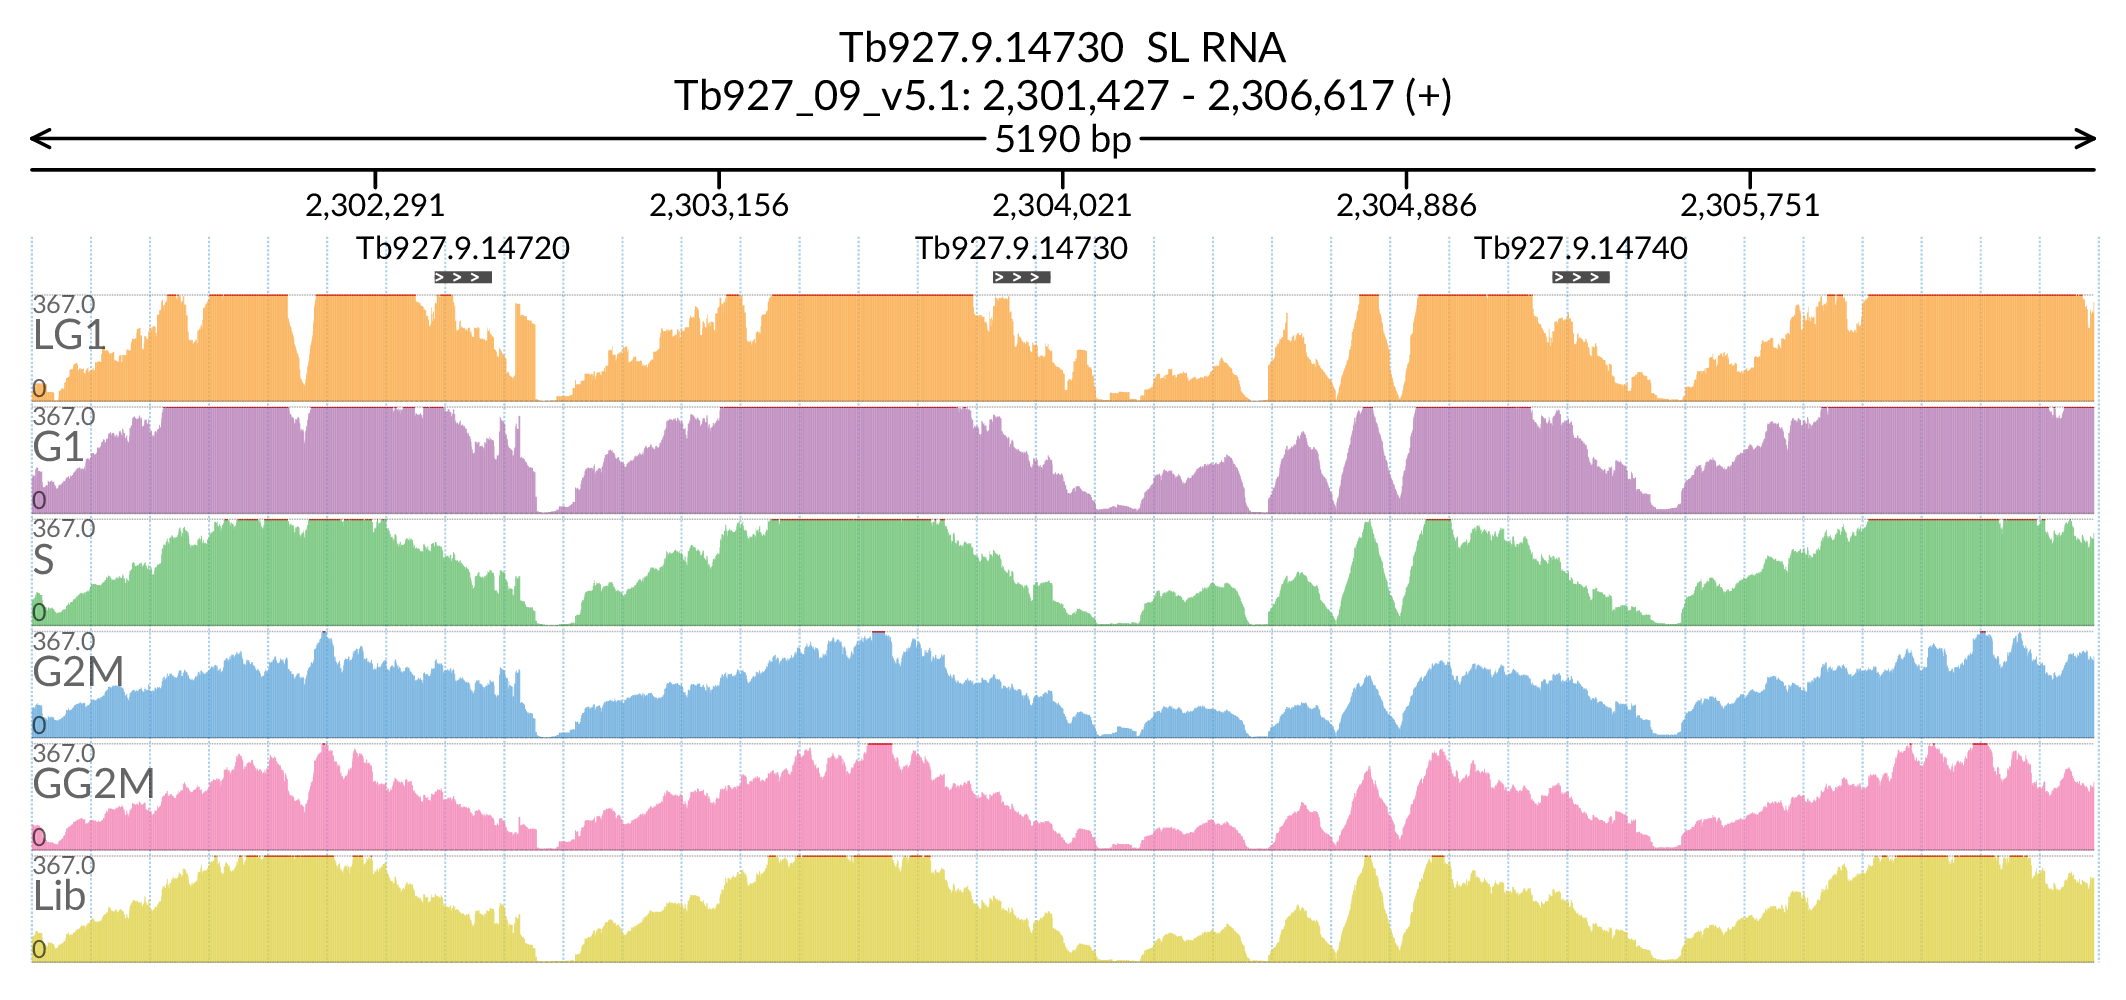 Tb927.9.14730 SL RNA
Tb927_09_v5.1: 2,301,427 - 2,306,617 (+)
5190 bp
2,302,291 2,303,156 2,304,021 2,304,886 2,305,751
Tb927.9.14720 Tb927.9.14730 Tb927.9.14740
> > > > > > > > >
367.0
LG1
0
367.0
G1
0
367.0
S
0
367.0
G2M
0
367.0
GG2M
0
367.0
Lib
0